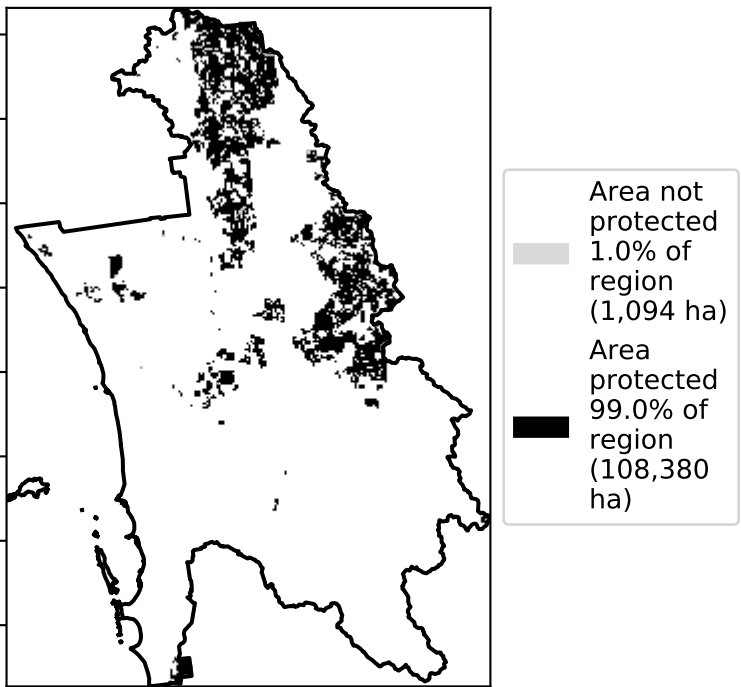 Area not
protected
1.0% of
region
(1,094 ha)
Area
protected
99.0% of
region
(108,380
ha)